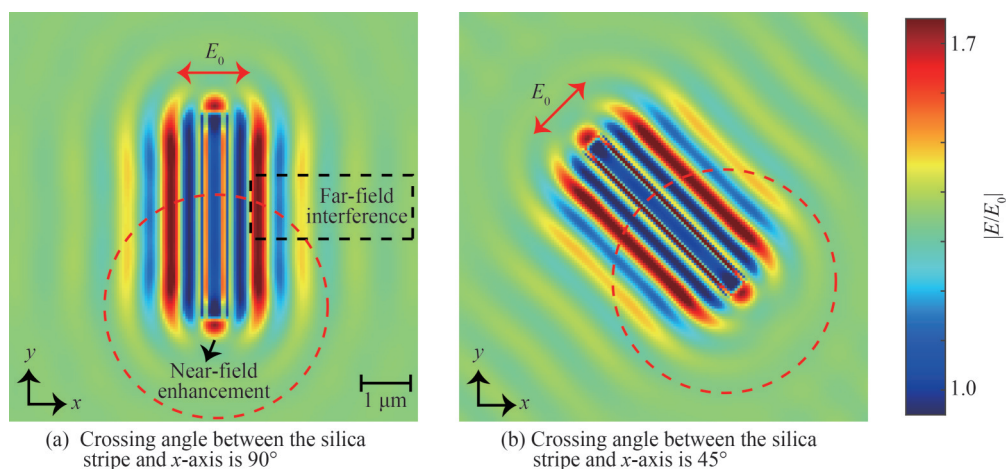 E₀
Far-field
interference
Near-field
enhancement
y
x
1 μm
(a) Crossing angle between the silica
stripe and x-axis is 90°
E₀
y
x
(b) Crossing angle between the silica
stripe and x-axis is 45°
1.7
|E/E₀|
1.0